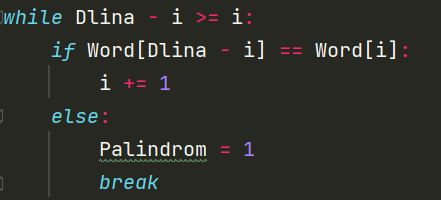 while Dlina - i >= i:
    if Word[Dlina - i] == Word[i]:
        i += 1
    else:
        Palindrom = 1
        break